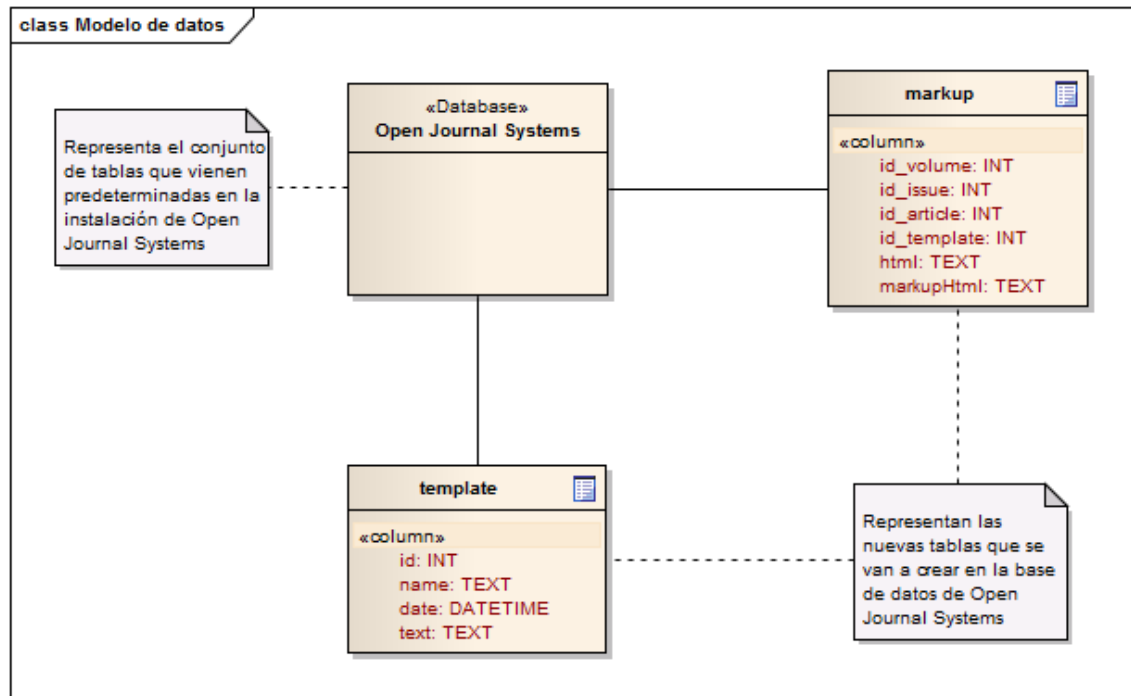 class Modelo de datos
Representa el conjunto
de tablas que vienen
predeterminadas en la
instalación de Open
Journal Systems
«Database»
Open Journal Systems
markup
«column»
id_volume: INT
id_issue: INT
id_article: INT
id_template: INT
html: TEXT
markupHtml: TEXT
template
«column»
id: INT
name: TEXT
date: DATETIME
text: TEXT
Representan las
nuevas tablas que se
van a crear en la base
de datos de Open
Journal Systems